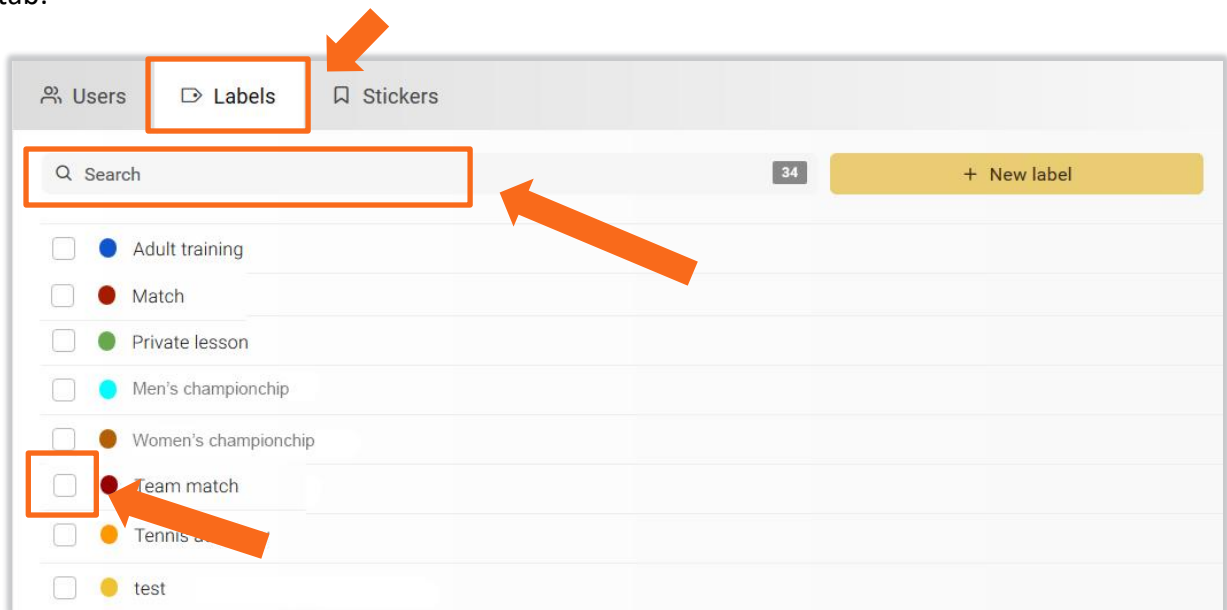 tab.
Users Labels Stickers
Search 34 + New label
Adult training
Match
Private lesson
Men's championchip
Women's championchip
Team match
Tennis
test